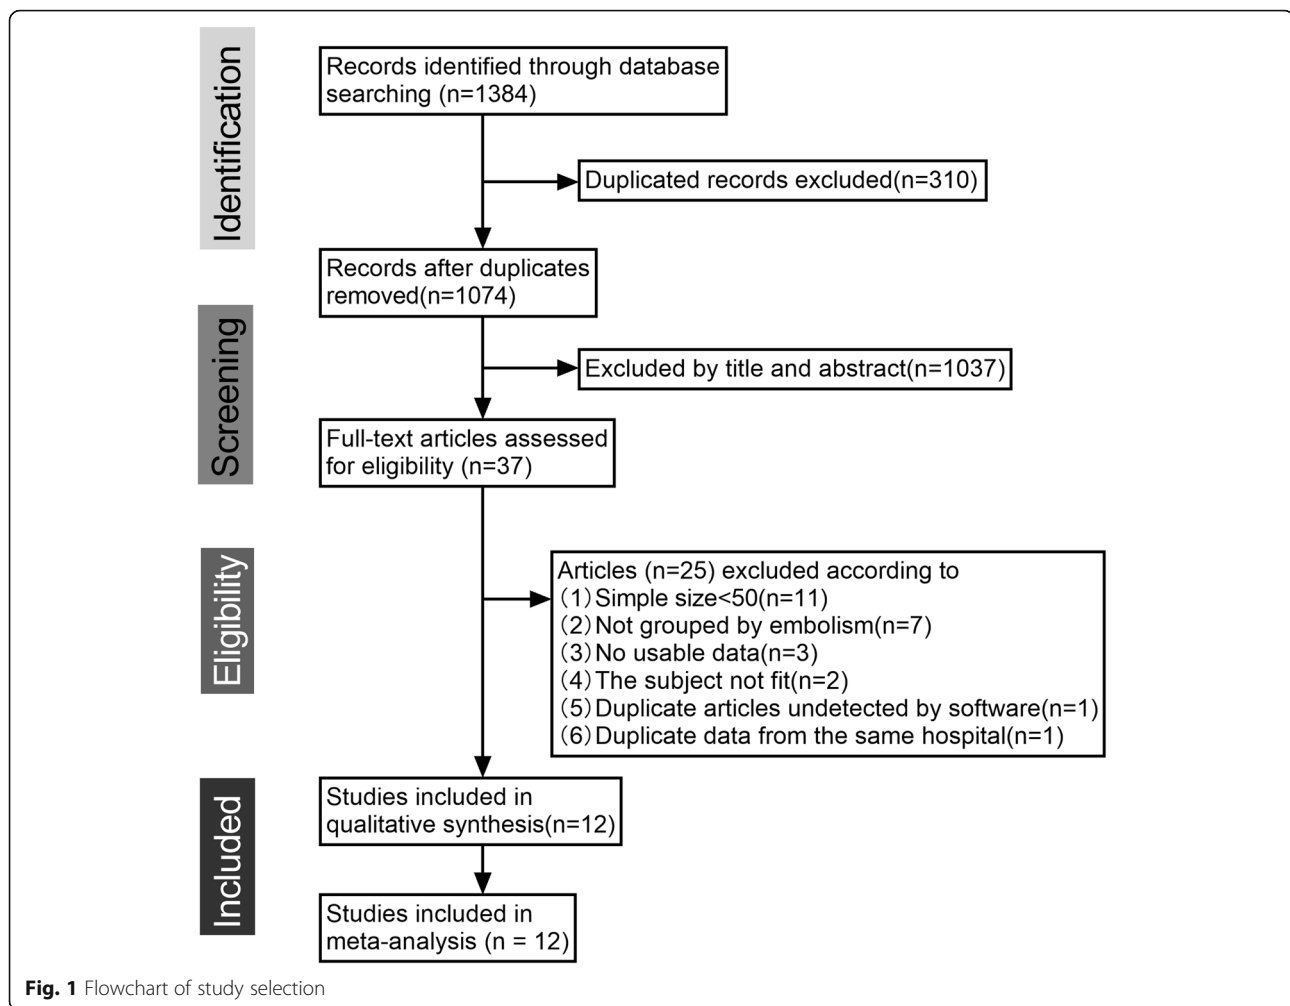 Identification
Records identified through database
searching (n=1384)
Duplicated records excluded(n=310)
Records after duplicates
removed(n=1074)
Screening
Excluded by title and abstract(n=1037)
Full-text articles assessed
for eligibility (n=37)
Eligibility
Articles (n=25) excluded according to
（1）Simple size<50(n=11)
（2）Not grouped by embolism(n=7)
（3）No usable data(n=3)
（4）The subject not fit(n=2)
（5）Duplicate articles undetected by software(n=1)
（6）Duplicate data from the same hospital(n=1)
Included
Studies included in
qualitative synthesis(n=12)
Studies included in
meta-analysis (n = 12)
Fig. 1 Flowchart of study selection